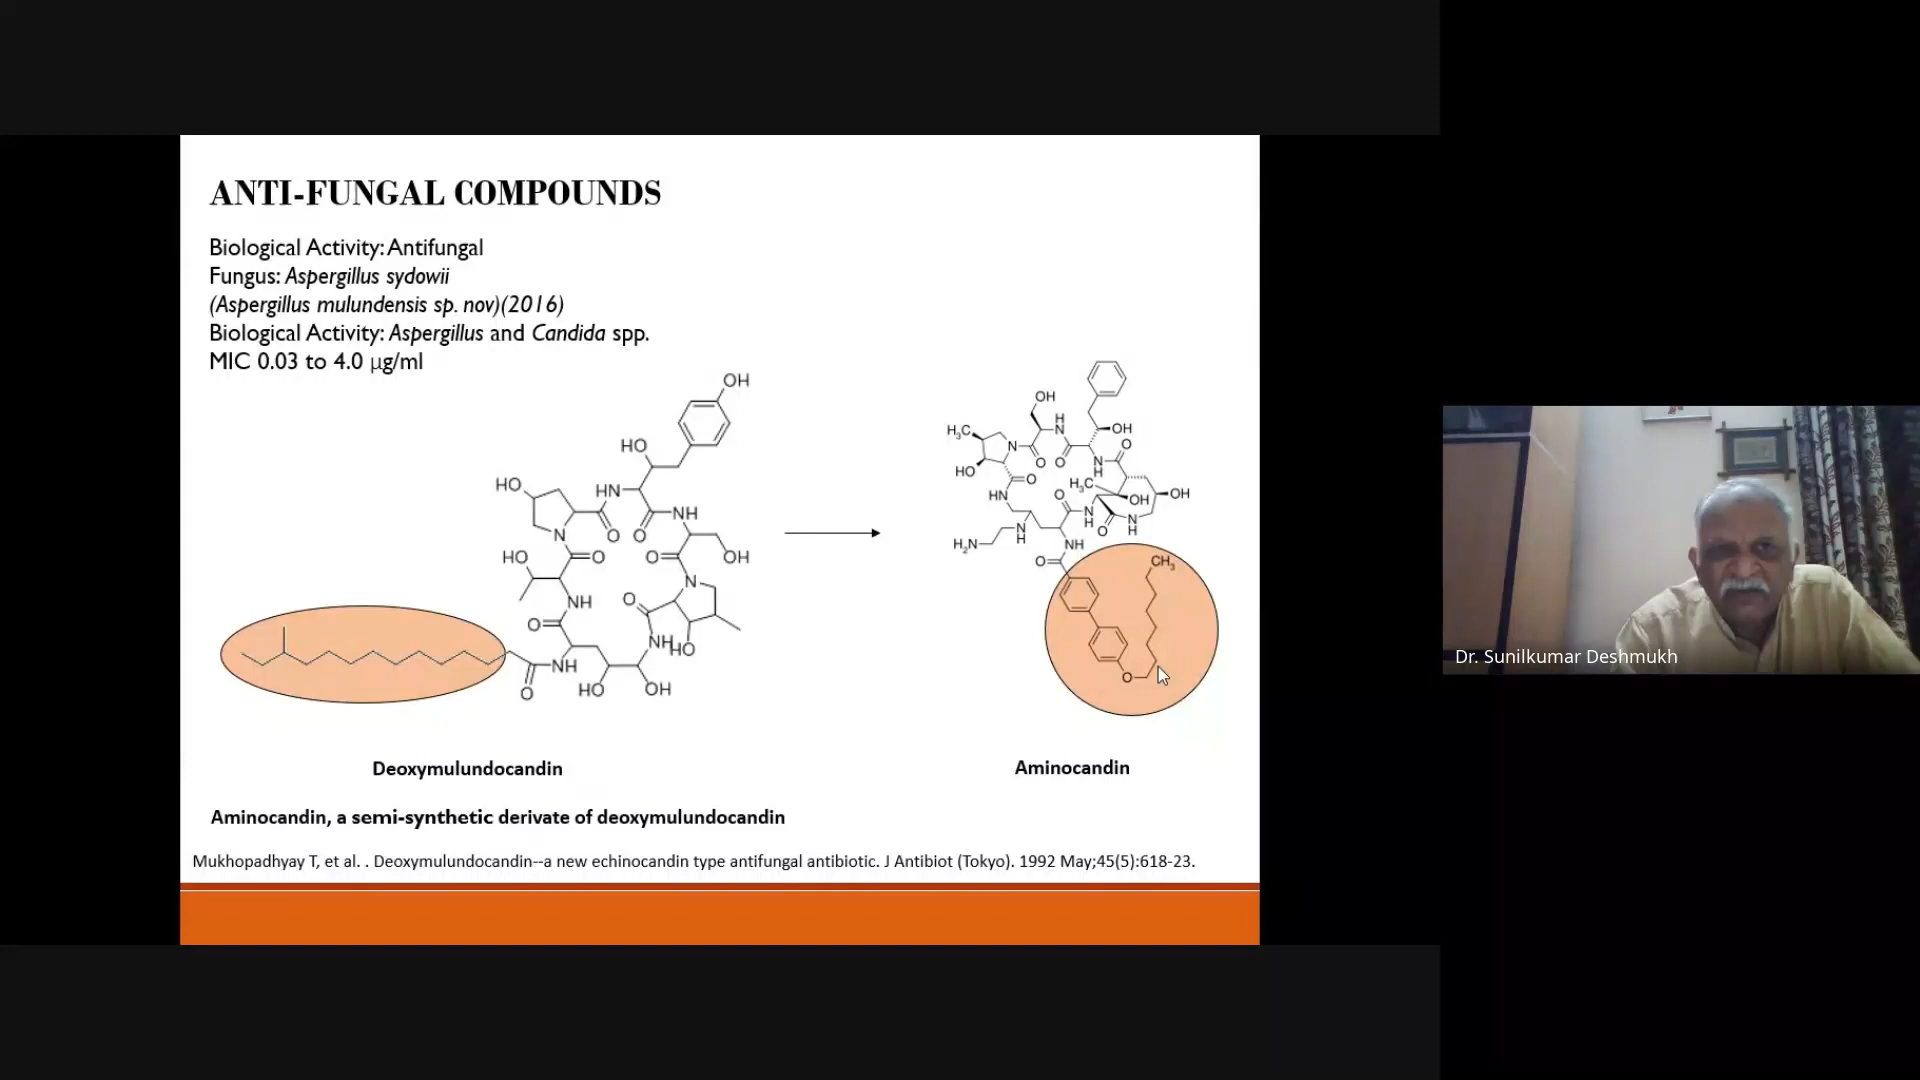 ANTI-FUNGAL COMPOUNDS
Biological Activity: Antifungal
Fungus: Aspergillus sydowii
(Aspergillus mulundensis sp. nov)(2016)
Biological Activity: Aspergillus and Candida spp.
MIC 0.03 to 4.0 µg/ml
OH
HO
HO
HN
NH
O
O
N
O
O
OH
HO
N
NH
O
O
NH
HO
NH
O
HO
OH
OH
H₃C
H
N
OH
N
O
O
O
HO
N
H
O
H₃C
OH
OH
HN
O
N
H
O
N
H
H₂N
N
H
NH
O
CH₃
O
Deoxymulundocandin
Aminocandin
Aminocandin, a semi-synthetic derivate of deoxymulundocandin
Mukhopadhyay T, et al. . Deoxymulundocandin--a new echinocandin type antifungal antibiotic. J Antibiot (Tokyo). 1992 May;45(5):618-23.
Dr. Sunilkumar Deshmukh